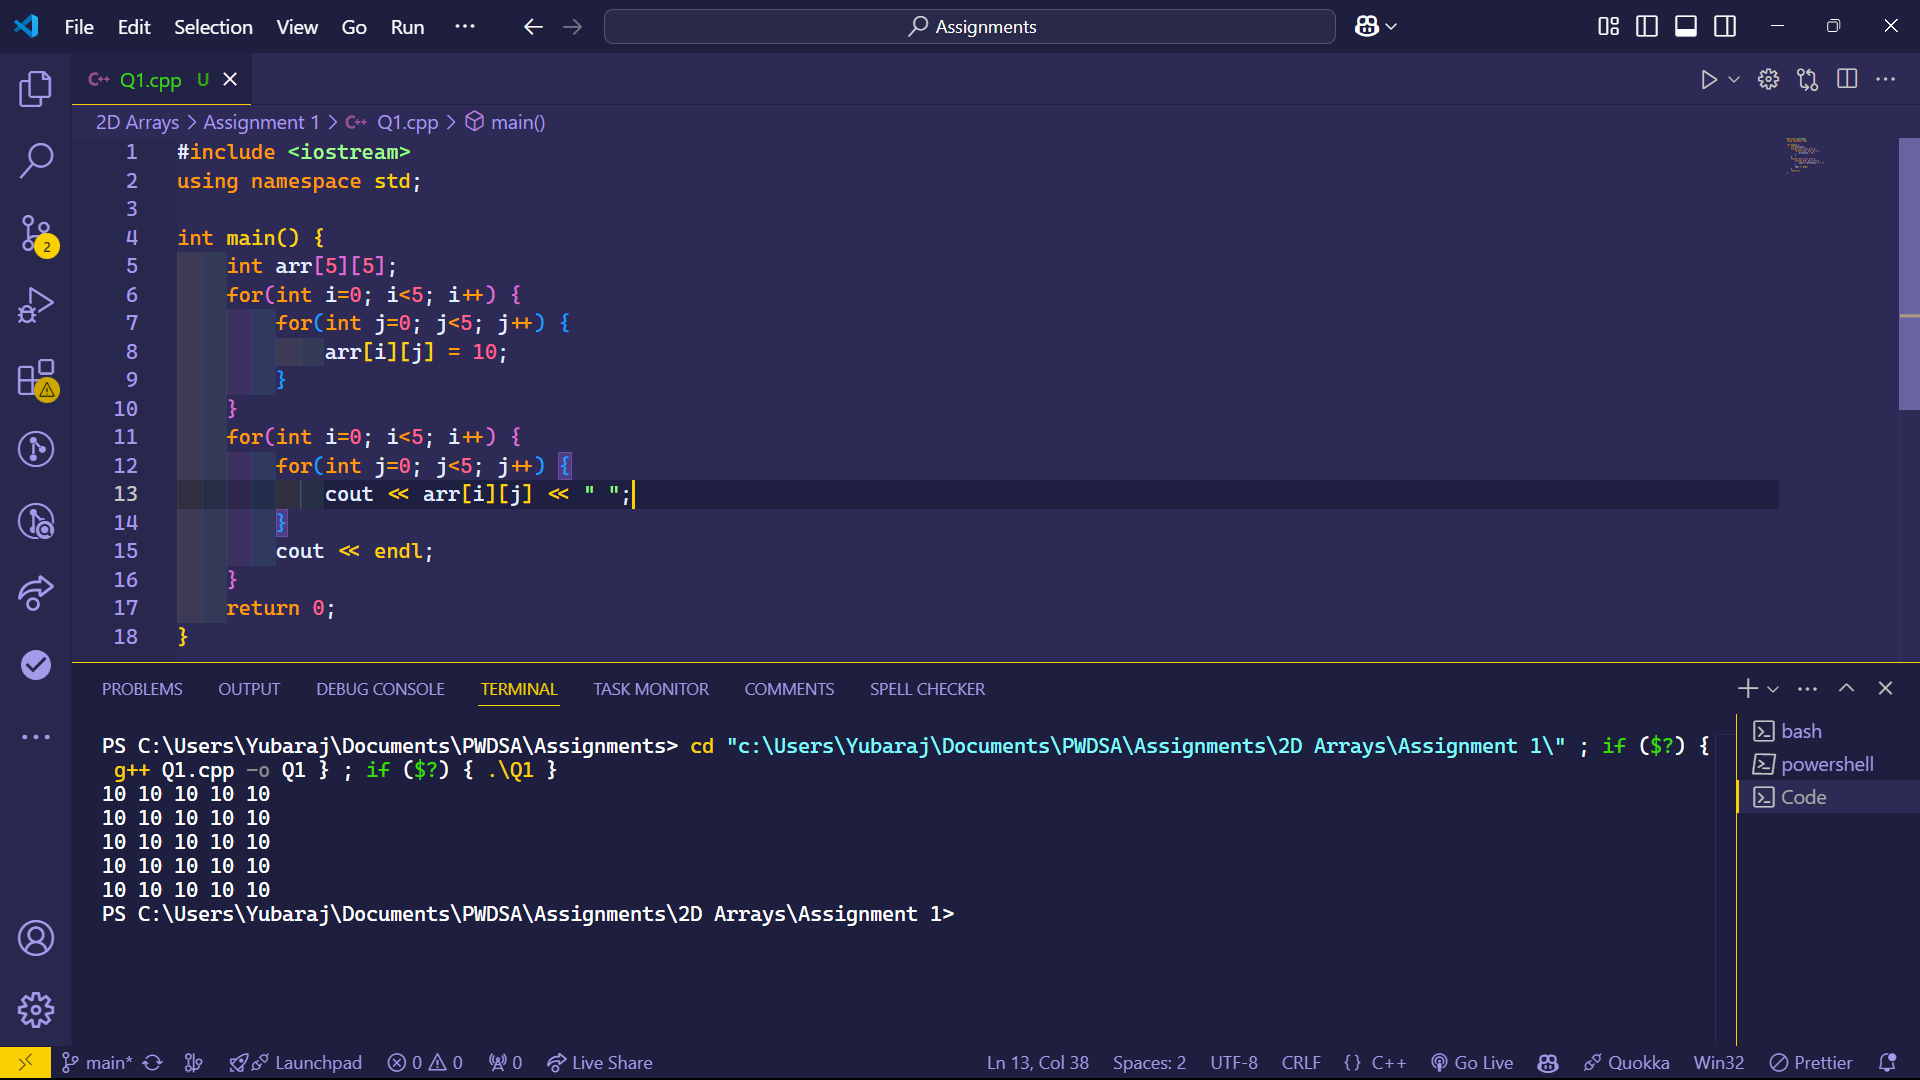 File Edit Selection View Go Run ··· Assignments
C++ Q1.cpp U
2D Arrays > Assignment 1 > C++ Q1.cpp > main()
1 #include <iostream>
2 using namespace std;
3
4 int main() {
5 int arr[5][5];
6 for(int i=0; i<5; i++) {
7 for(int j=0; j<5; j++) {
8 arr[i][j] = 10;
9 }
10 }
11 for(int i=0; i<5; i++) {
12 for(int j=0; j<5; j++) {
13 cout << arr[i][j] << " ";
14 }
15 cout << endl;
16 }
17 return 0;
18 }
2
PROBLEMS OUTPUT DEBUG CONSOLE TERMINAL TASK MONITOR COMMENTS SPELL CHECKER
PS C:\Users\Yubaraj\Documents\PWDSA\Assignments> cd "c:\Users\Yubaraj\Documents\PWDSA\Assignments\2D Arrays\Assignment 1\" ; if ($?) {
g++ Q1.cpp -o Q1 } ; if ($?) { .\Q1 }
10 10 10 10 10
10 10 10 10 10
10 10 10 10 10
10 10 10 10 10
10 10 10 10 10
PS C:\Users\Yubaraj\Documents\PWDSA\Assignments\2D Arrays\Assignment 1>
bash
powershell
Code
main* Launchpad 0 0 0 Live Share Ln 13, Col 38 Spaces: 2 UTF-8 CRLF {} C++ Go Live Quokka Win32 Prettier